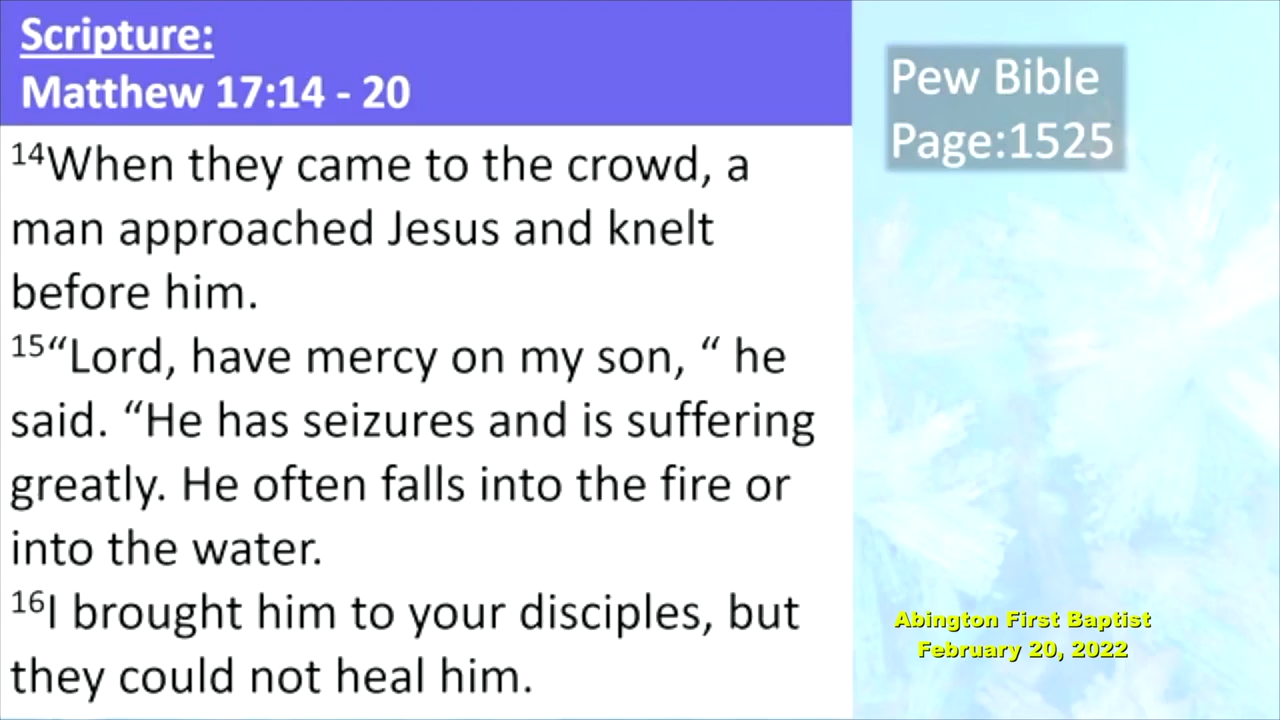 Scripture:
Matthew 17:14 - 20
14When they came to the crowd, a
man approached Jesus and knelt
before him.
15“Lord, have mercy on my son, “ he
said. “He has seizures and is suffering
greatly. He often falls into the fire or
into the water.
16I brought him to your disciples, but
they could not heal him.
Pew Bible
Page:1525
Abington First Baptist
February 20, 2022